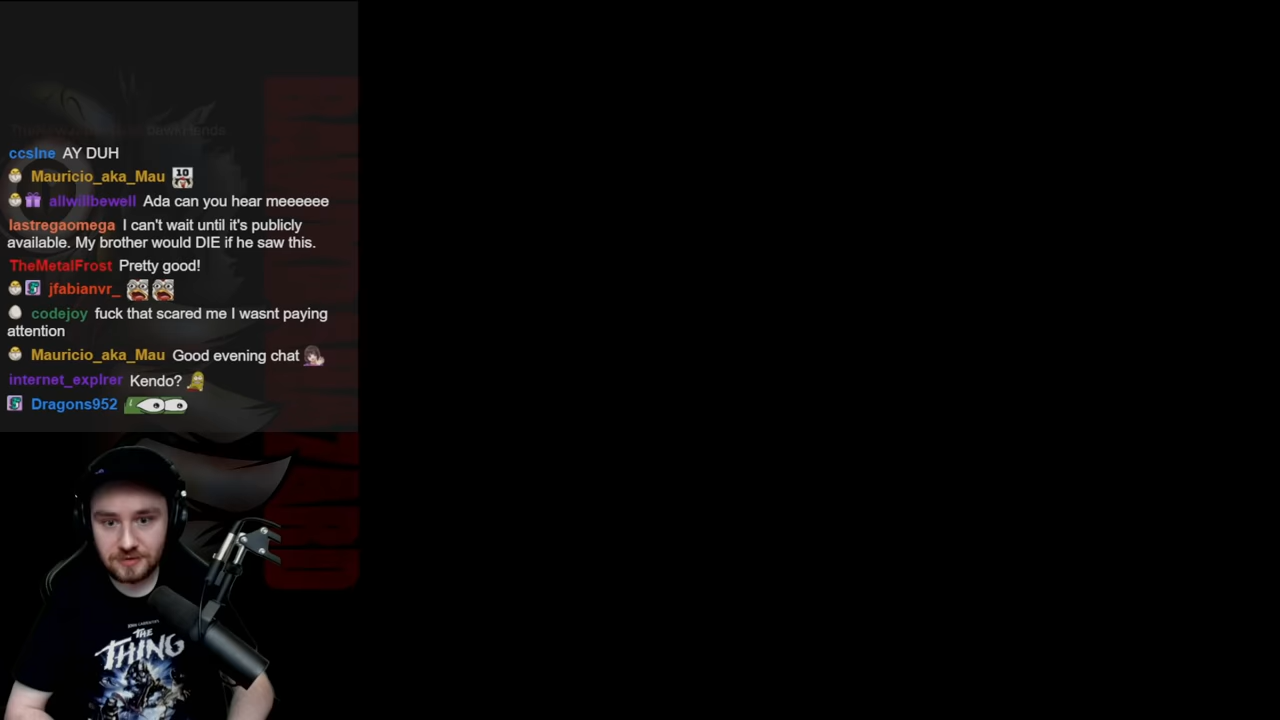 ccslne AY DUH
Mauricio_aka_Mau
allwillbewell Ada can you hear meeeeee
lastregaomega I can't wait until it's publicly
available. My brother would DIE if he saw this.
TheMetalFrost Pretty good!
jfabianvr_
codejoy fuck that scared me I wasnt paying
attention
Mauricio_aka_Mau Good evening chat
internet_explrer Kendo?
Dragons952
THE
THING